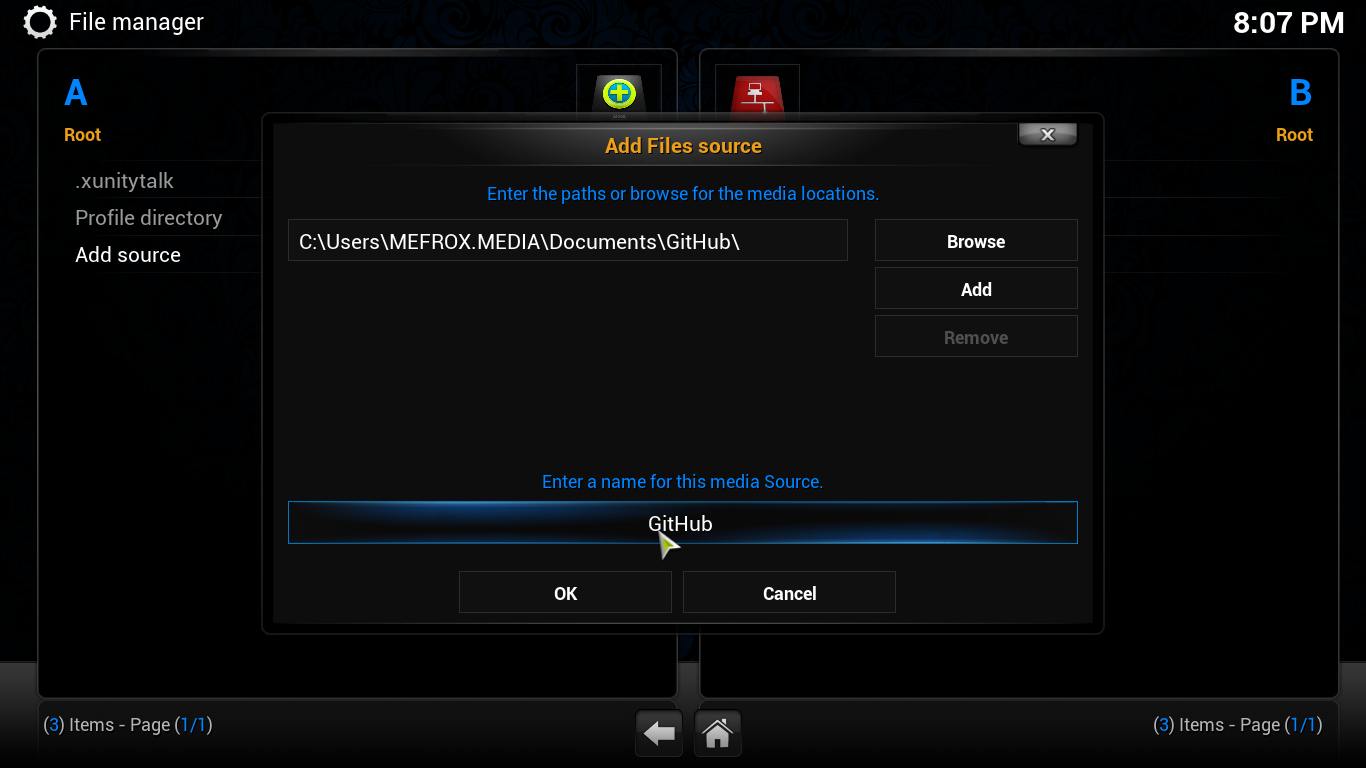 File manager
8:07 PM
A
B
Root
Root
.xunitytalk
Profile directory
Add source
Add Files source
Enter the paths or browse for the media locations.
C:\Users\MEFROX.MEDIA\Documents\GitHub\
Browse
Add
Remove
Enter a name for this media Source.
GitHub
OK
Cancel
(3) Items - Page (1/1)
(3) Items - Page (1/1)